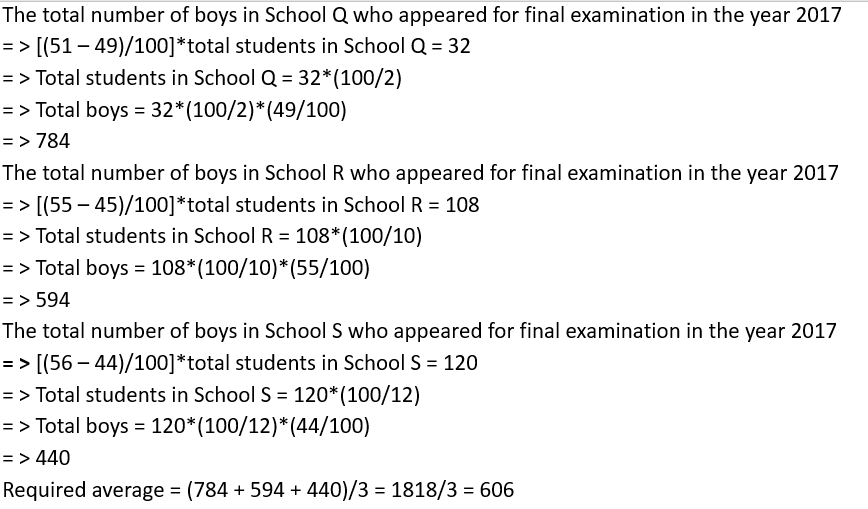 The total number of boys in School Q who appeared for final examination in the year 2017
= > [(51 – 49)/100]*total students in School Q = 32
= > Total students in School Q = 32*(100/2)
= > Total boys = 32*(100/2)*(49/100)
= > 784
The total number of boys in School R who appeared for final examination in the year 2017
= > [(55 – 45)/100]*total students in School R = 108
= > Total students in School R = 108*(100/10)
= > Total boys = 108*(100/10)*(55/100)
= > 594
The total number of boys in School S who appeared for final examination in the year 2017
= > [(56 – 44)/100]*total students in School S = 120
= > Total students in School S = 120*(100/12)
= > Total boys = 120*(100/12)*(44/100)
= > 440
Required average = (784 + 594 + 440)/3 = 1818/3 = 606